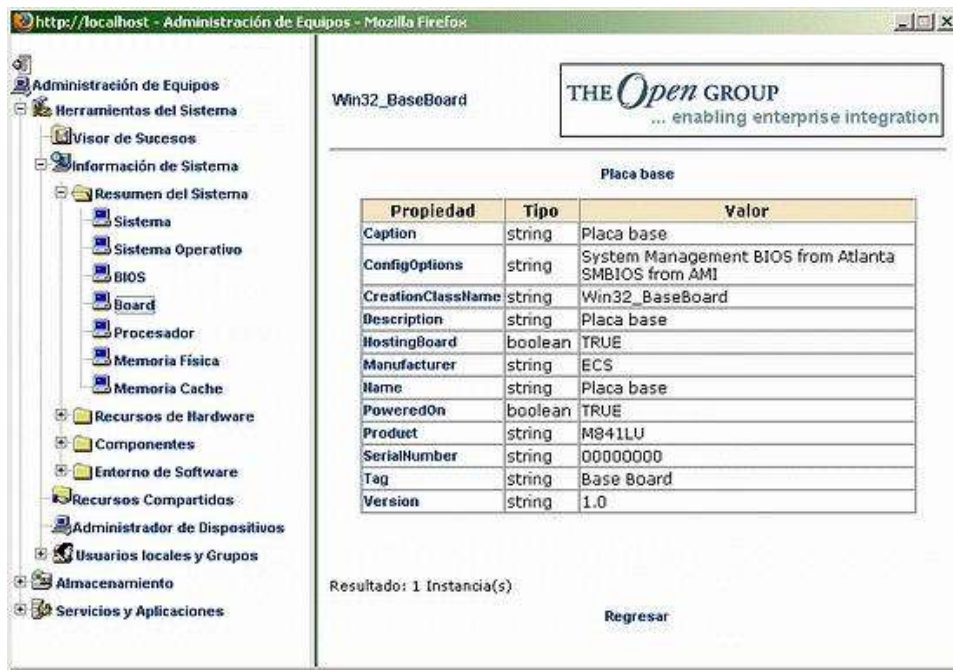 http://localhost - Administración de Equipos - Mozilla Firefox
Administración de Equipos
Herramientas del Sistema
Visor de Sucesos
Información de Sistema
Resumen del Sistema
Sistema
Sistema Operativo
BIOS
Board
Procesador
Memoria Física
Memoria Cache
Recursos de Hardware
Componentes
Entorno de Software
Recursos Compartidos
Administrador de Dispositivos
Usuarios locales y Grupos
Almacenamiento
Servicios y Aplicaciones
Win32_BaseBoard
THE Open GROUP
... enabling enterprise integration
Placa base
Propiedad Tipo Valor
Caption string Placa base
ConfigOptions string System Management BIOS from Atlanta
SMBIOS from AMI
CreationClassName string Win32_BaseBoard
Description string Placa base
HostingBoard boolean TRUE
Manufacturer string ECS
Name string Placa base
PoweredOn boolean TRUE
Product string M841LU
SerialNumber string 00000000
Tag string Base Board
Version string 1.0
Resultado: 1 Instancia(s)
Regresar